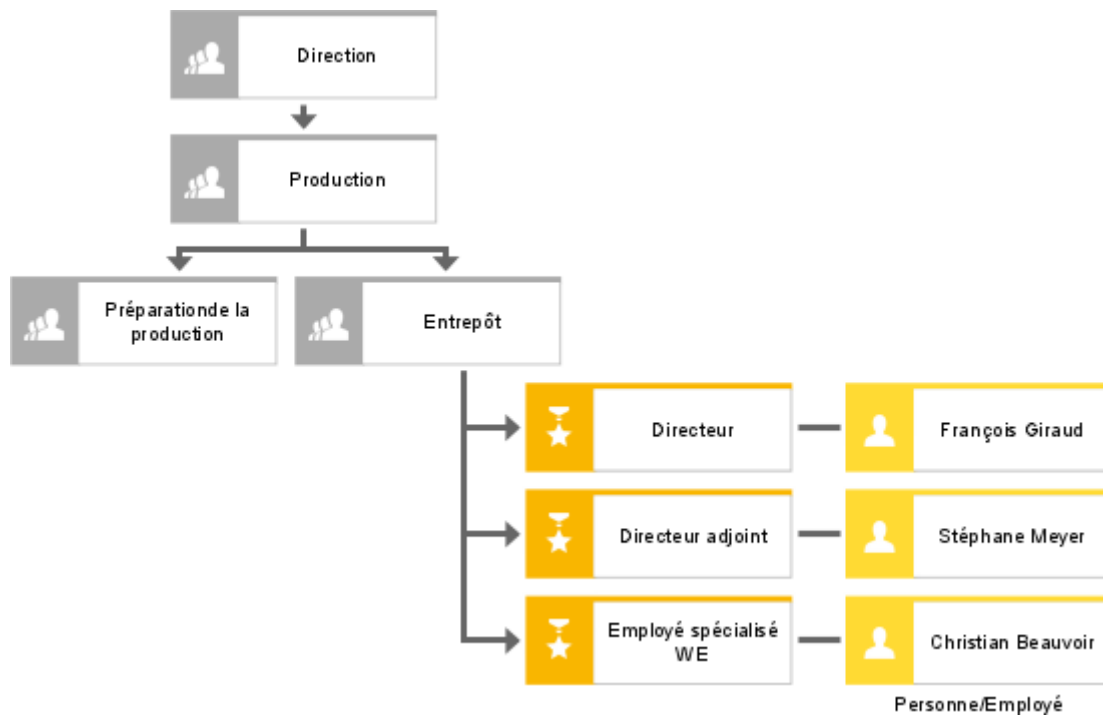 Direction
Production
Préparationde la
production
Entrepôt
Directeur
François Giraud
Directeur adjoint
Stéphane Meyer
Employé spécialisé
WE
Christian Beauvoir
Personne/Employé